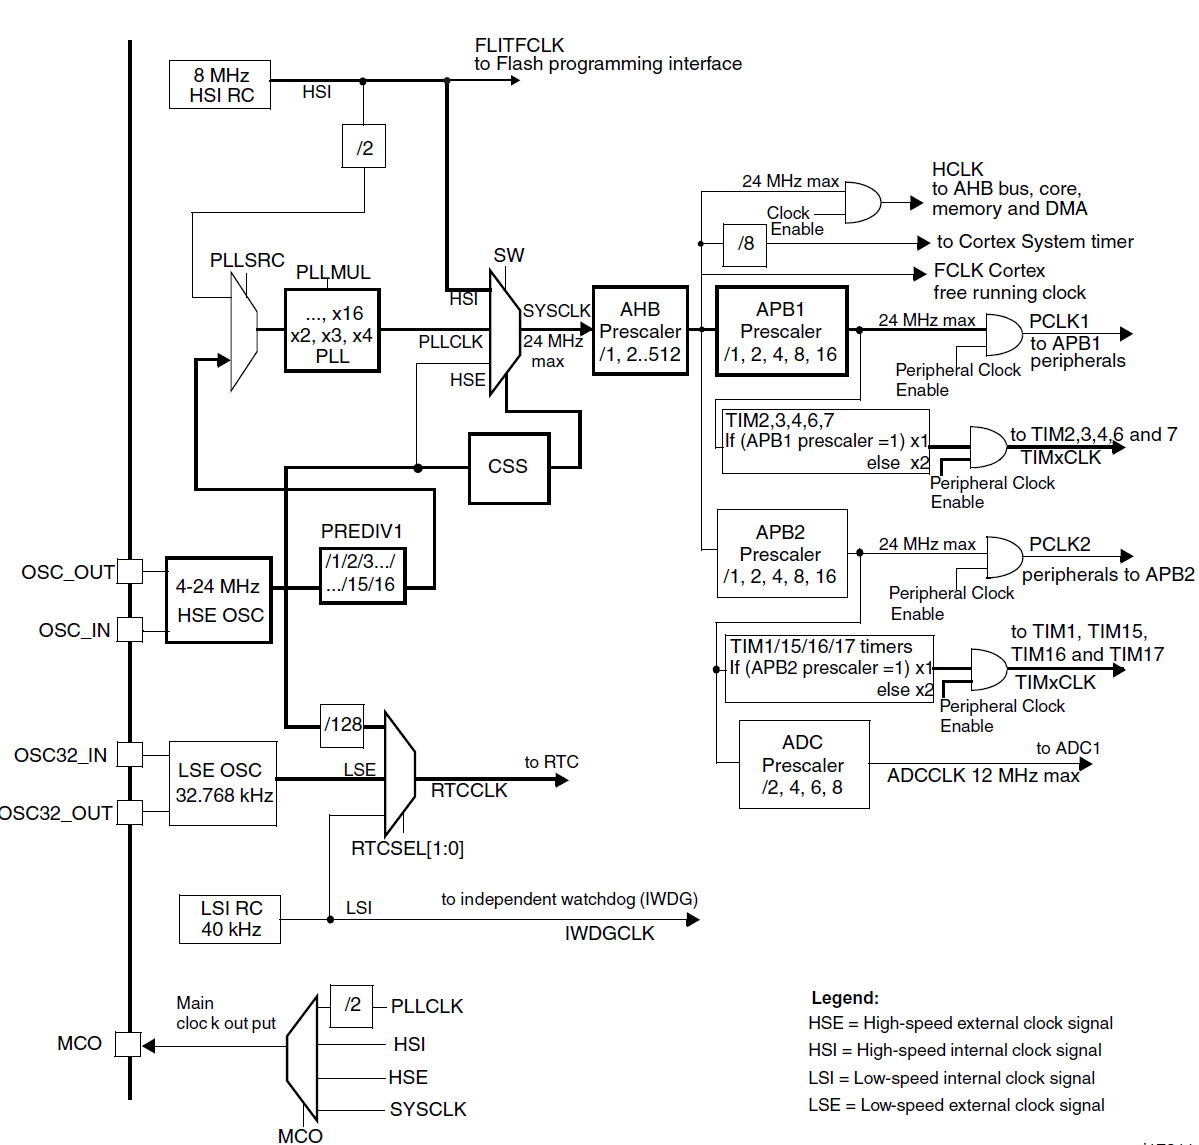 FLITFCLK
to Flash programming interface
8 MHz
HSI RC
HSI
/2
24 MHz max
HCLK
to AHB bus, core,
memory and DMA
Clock
Enable
/8
to Cortex System timer
FCLK Cortex
free running clock
PLLSRC
PLLMUL
..., x16
x2, x3, x4
PLL
SW
HSI
PLLCLK
HSE
SYSCLK
24 MHz
max
AHB
Prescaler
/1, 2..512
APB1
Prescaler
/1, 2, 4, 8, 16
24 MHz max
PCLK1
to APB1
peripherals
Peripheral Clock
Enable
TIM2,3,4,6,7
If (APB1 prescaler =1) x1
else x2
to TIM2,3,4,6 and 7
TIMxCLK
Peripheral Clock
Enable
CSS
PREDIV1
/1/2/3.../
.../15/16
OSC_OUT
OSC_IN
4-24 MHz
HSE OSC
APB2
Prescaler
/1, 2, 4, 8, 16
24 MHz max
PCLK2
peripherals to APB2
Peripheral Clock
Enable
TIM1/15/16/17 timers
If (APB2 prescaler =1) x1
else x2
to TIM1, TIM15,
TIM16 and TIM17
TIMxCLK
Peripheral Clock
Enable
ADC
Prescaler
/2, 4, 6, 8
to ADC1
ADCCLK 12 MHz max
/128
OSC32_IN
OSC32_OUT
LSE OSC
32.768 kHz
LSE
to RTC
RTCCLK
RTCSEL[1:0]
LSI RC
40 kHz
LSI
to independent watchdog (IWDG)
IWDGCLK
Main
cloc k out put
MCO
/2
PLLCLK
HSI
HSE
SYSCLK
MCO
Legend:
HSE = High-speed external clock signal
HSI = High-speed internal clock signal
LSI = Low-speed internal clock signal
LSE = Low-speed external clock signal